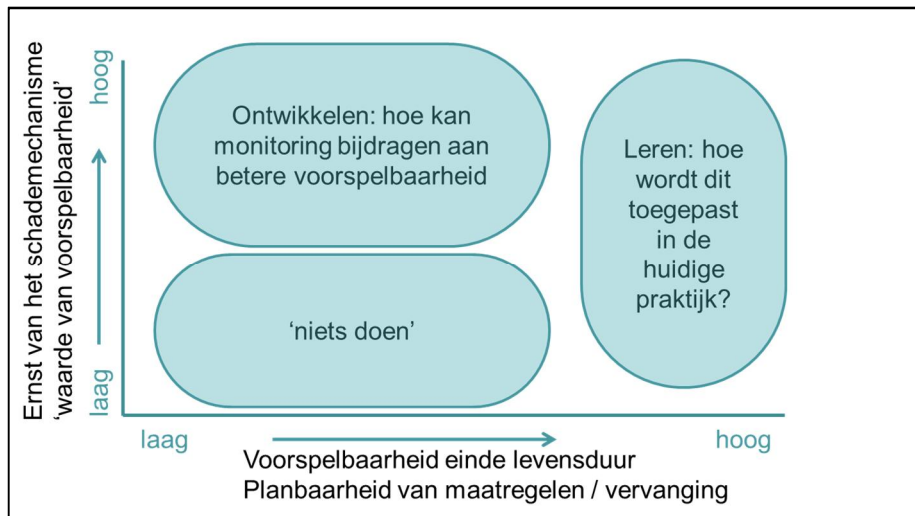 Ernst van het schademechanisme
'waarde van voorspelbaarheid'
hoog
laag
Ontwikkelen: hoe kan
monitoring bijdragen aan
betere voorspelbaarheid
'niets doen'
Leren: hoe
wordt dit
toegepast
in de
huidige
praktijk?
laag
hoog
Voorspelbaarheid einde levensduur
Planbaarheid van maatregelen / vervanging